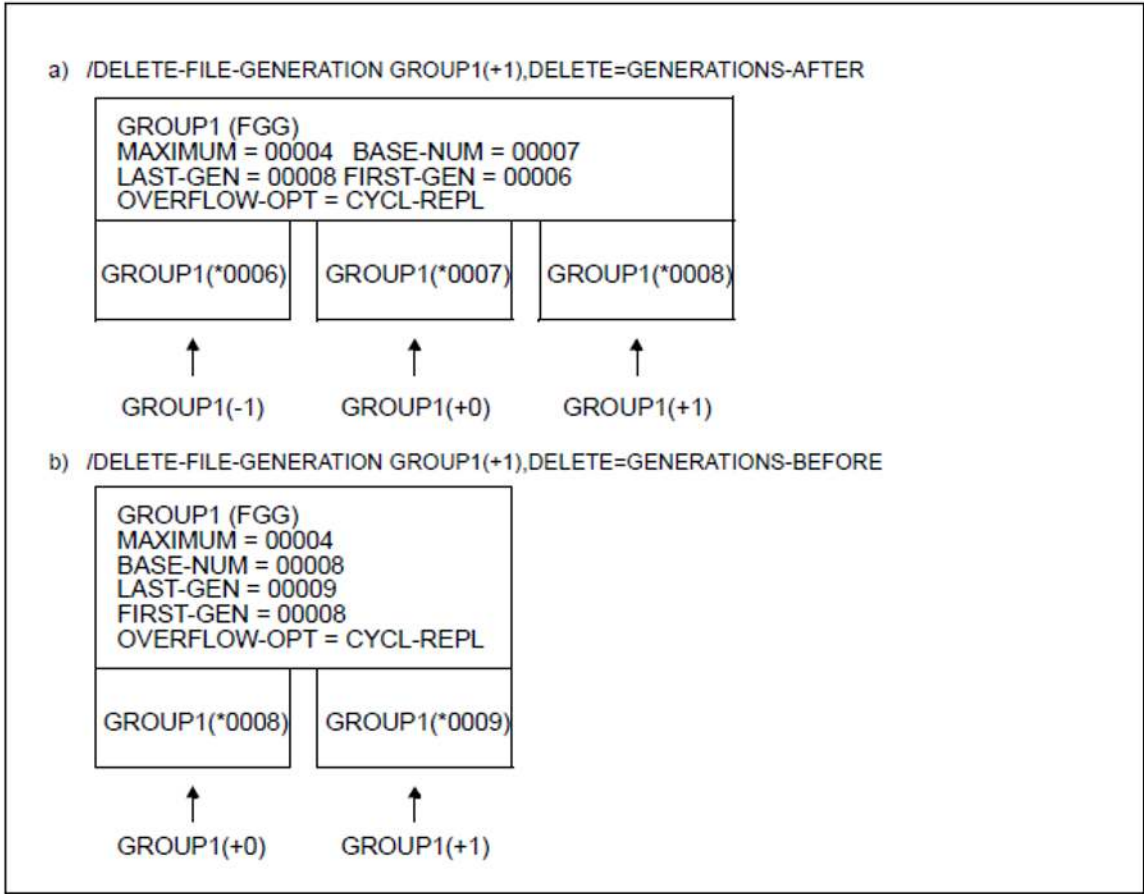 a) /DELETE-FILE-GENERATION GROUP1(+1),DELETE=GENERATIONS-AFTER
GROUP1 (FGG)
MAXIMUM = 00004 BASE-NUM = 00007
LAST-GEN = 00008 FIRST-GEN = 00006
OVERFLOW-OPT = CYCL-REPL
GROUP1(*0006) GROUP1(*0007) GROUP1(*0008)
GROUP1(-1) GROUP1(+0) GROUP1(+1)
b) /DELETE-FILE-GENERATION GROUP1(+1),DELETE=GENERATIONS-BEFORE
GROUP1 (FGG)
MAXIMUM = 00004
BASE-NUM = 00008
LAST-GEN = 00009
FIRST-GEN = 00008
OVERFLOW-OPT = CYCL-REPL
GROUP1(*0008) GROUP1(*0009)
GROUP1(+0) GROUP1(+1)